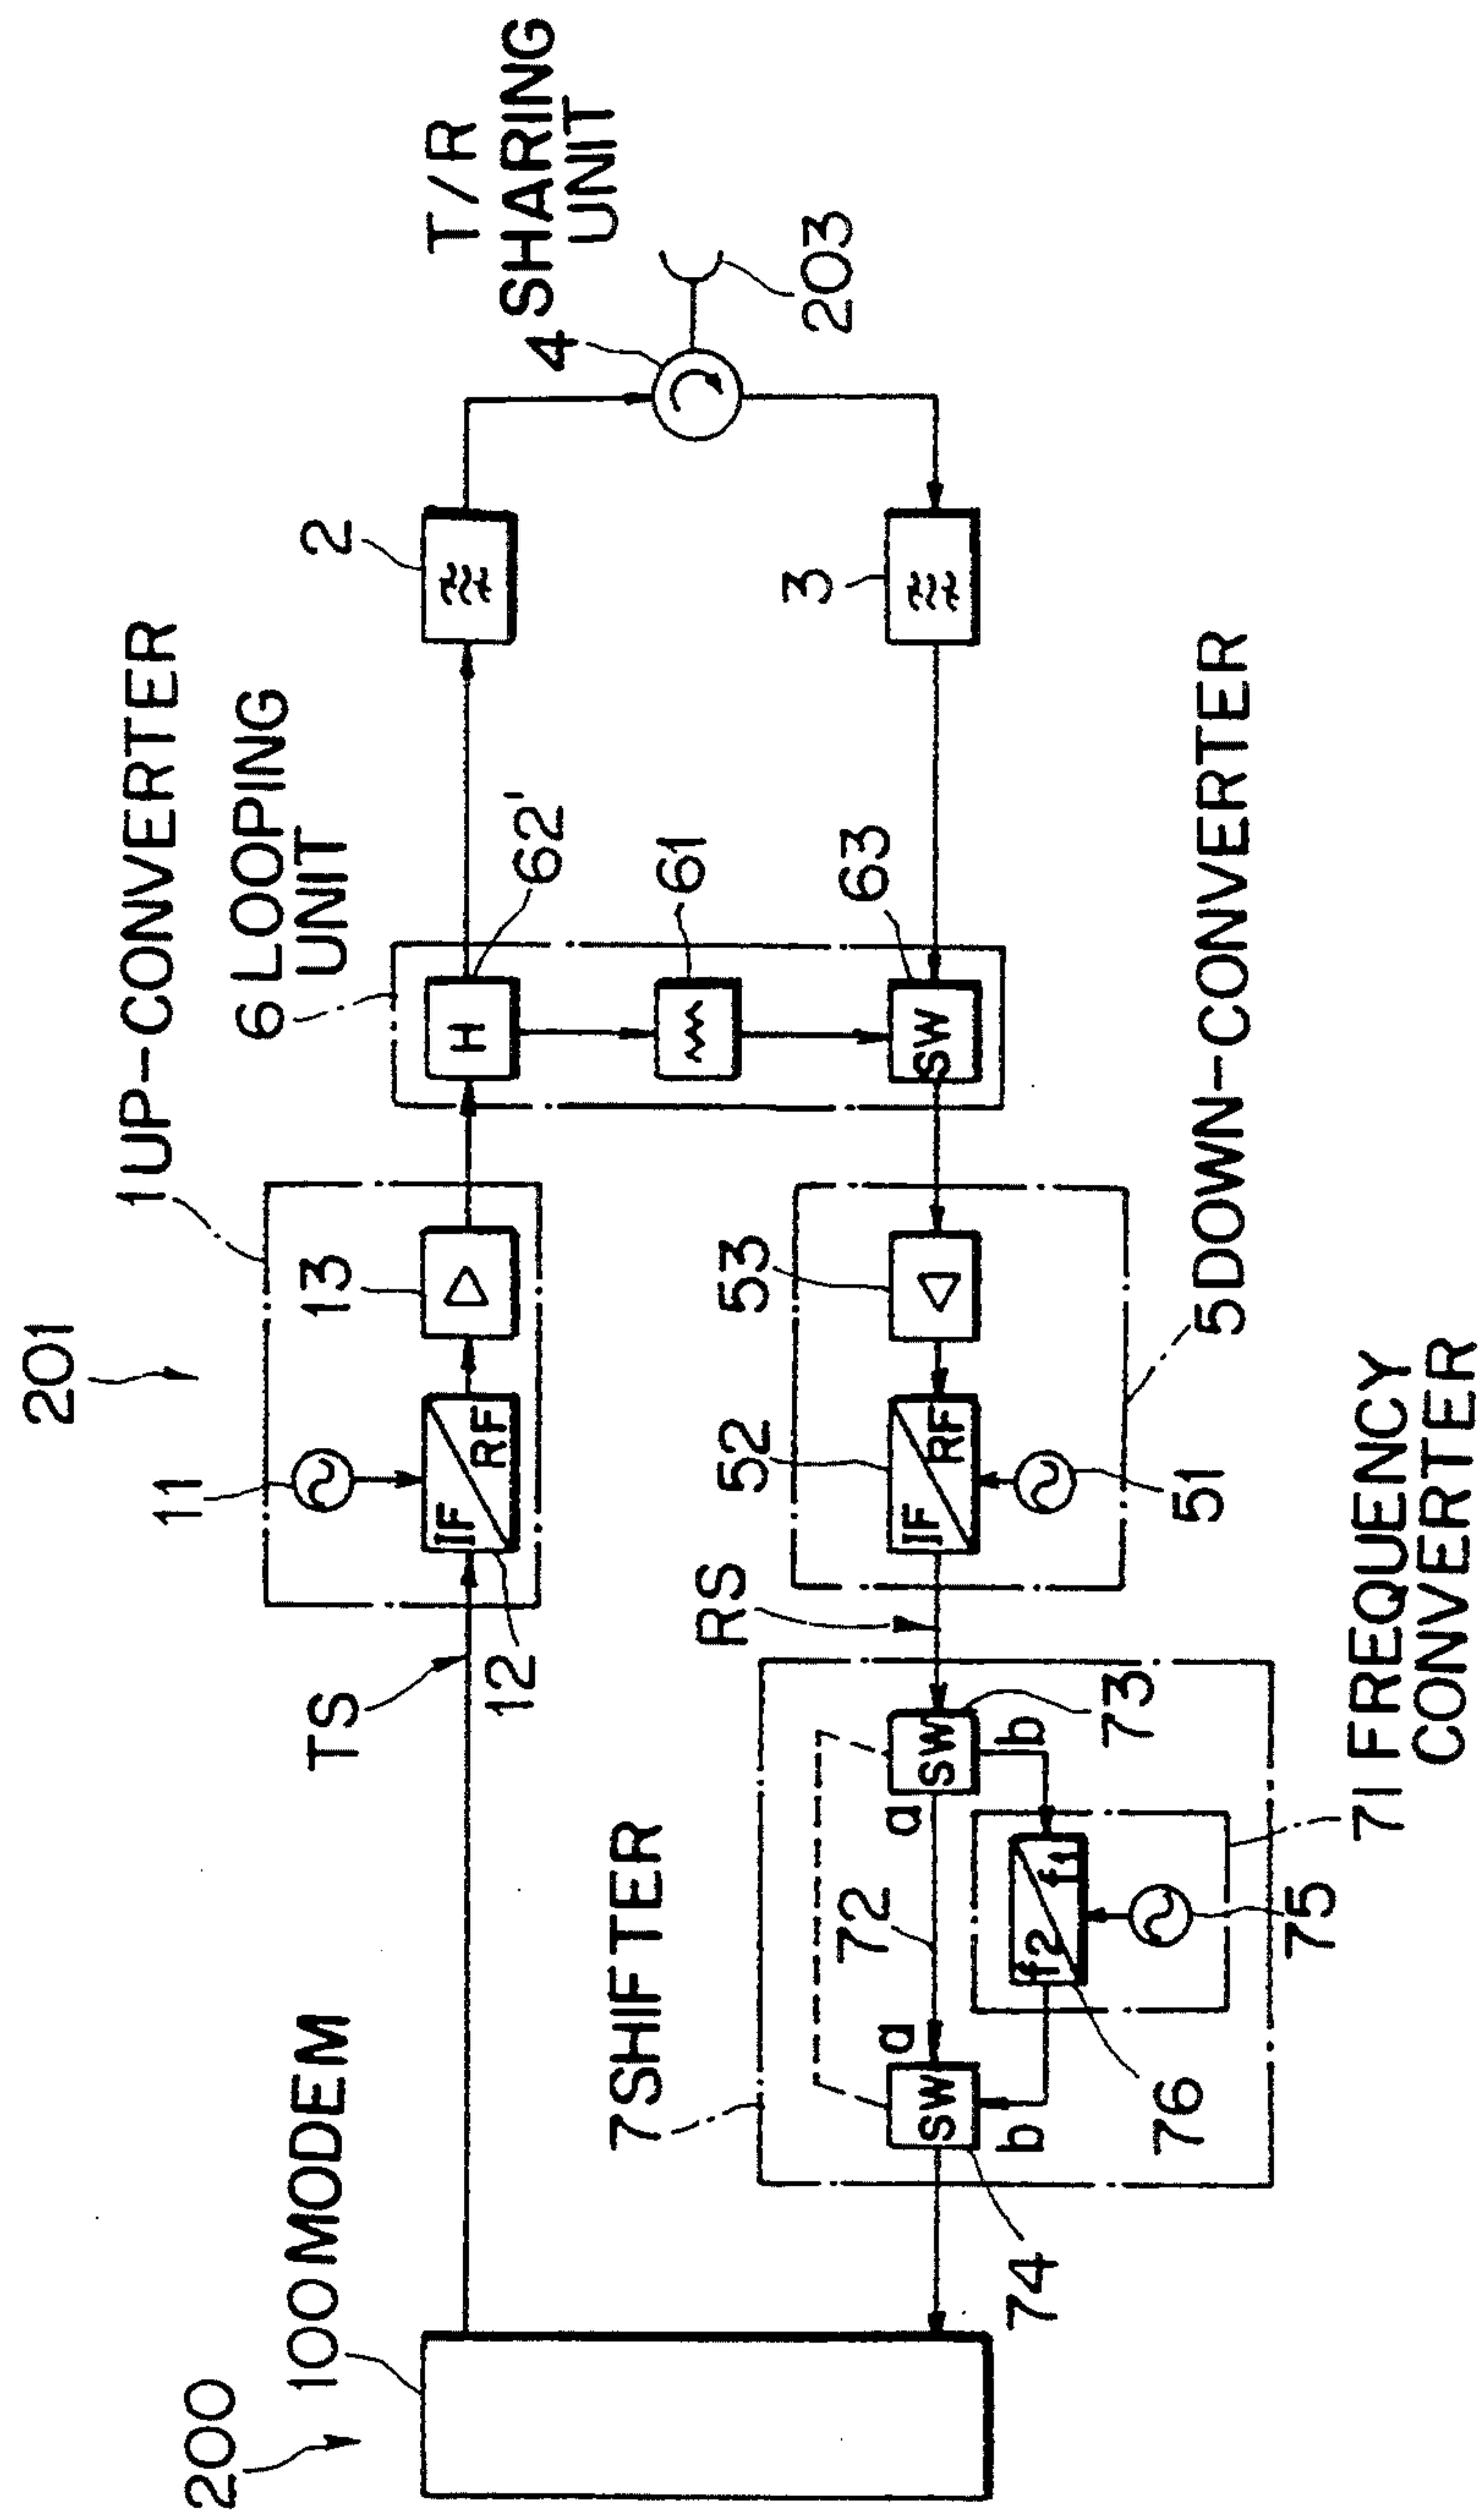 200
100 MODEM
201
1 UP-CONVERTER
6 LOOPING
UNIT
T/R
SHARING
UNIT
4
203
2
3
TS
11
12
13
IF
RF
H
62'
61
63
SW
7 SHIFTER
RS
52
53
IF
RF
51
5 DOWN-CONVERTER
72
a
a
SW
SW
b
b
73
74
f2
f1
76
75
71 FREQUENCY
CONVERTER